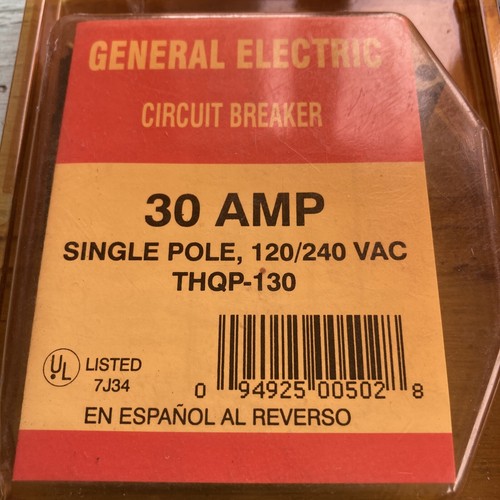 GENERAL ELECTRIC
CIRCUIT BREAKER
30 AMP
SINGLE POLE, 120/240 VAC
THQP-130
UL LISTED
7J34
0 94925 00502 8
EN ESPAÑOL AL REVERSO